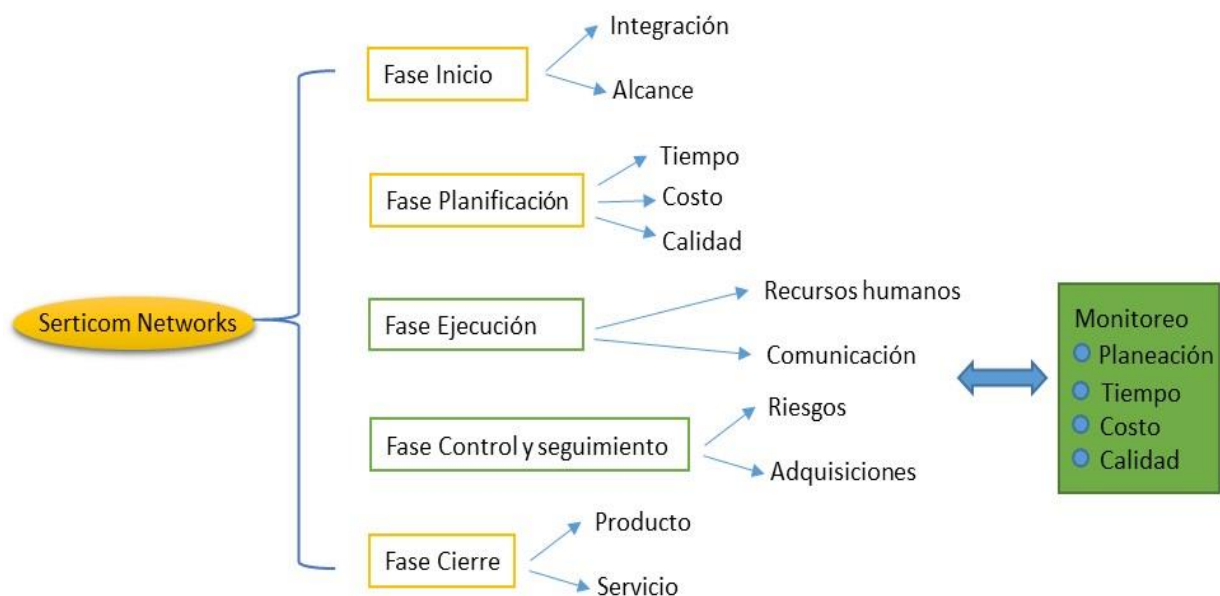 Serticom Networks
Fase Inicio
Integración
Alcance
Fase Planificación
Tiempo
Costo
Calidad
Fase Ejecución
Recursos humanos
Comunicación
Fase Control y seguimiento
Riesgos
Adquisiciones
Fase Cierre
Producto
Servicio
Monitoreo
Planeación
Tiempo
Costo
Calidad